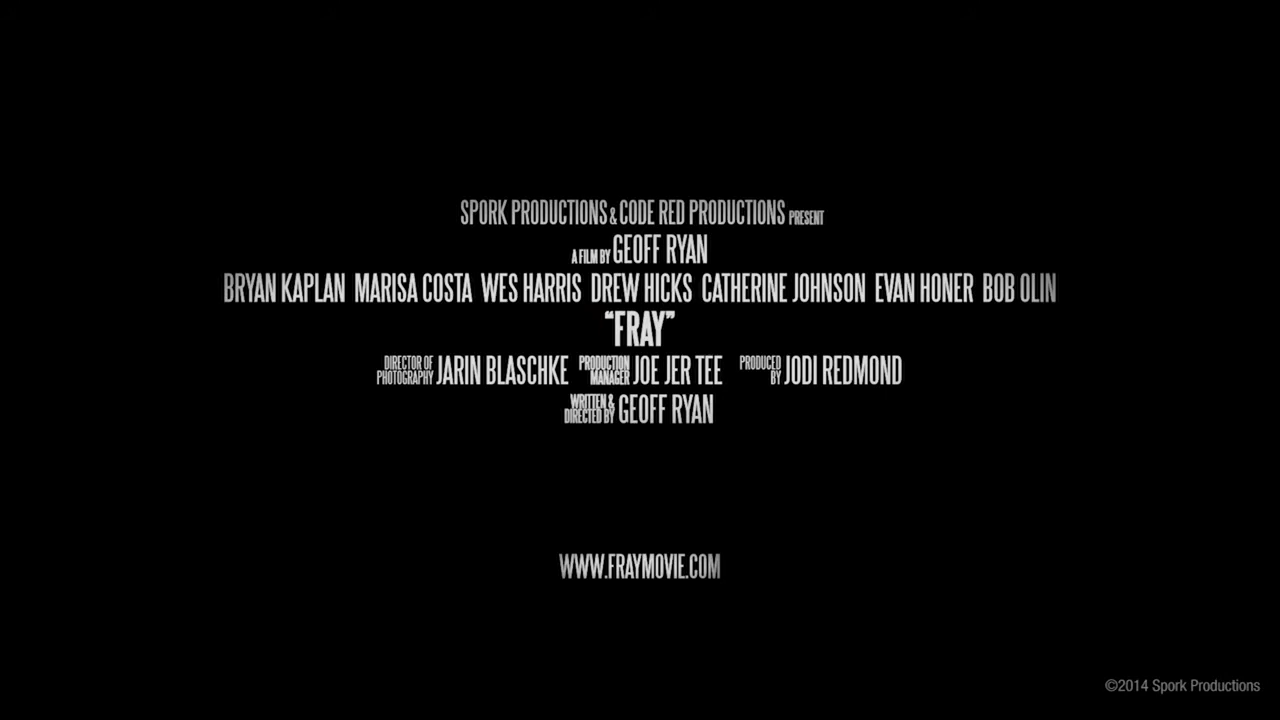 SPORK PRODUCTIONS & CODE RED PRODUCTIONS PRESENT
A FILM BY GEOFF RYAN
BRYAN KAPLAN MARISA COSTA WES HARRIS DREW HICKS CATHERINE JOHNSON EVAN HONER BOB OLIN
“FRAY”
DIRECTOR OF PHOTOGRAPHY JARIN BLASCHKE PRODUCTION MANAGER JOE JER TEE PRODUCED BY JODI REDMOND
WRITTEN & DIRECTED BY GEOFF RYAN
WWW.FRAYMOVIE.COM
©2014 Spork Productions